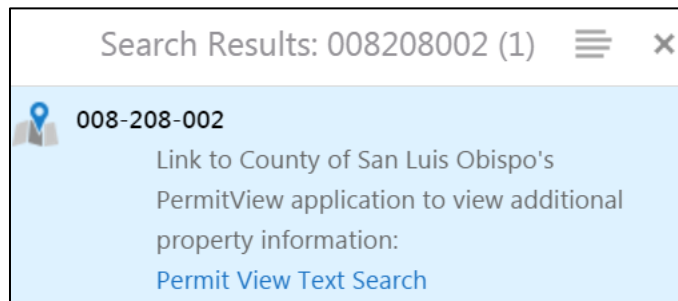 Search Results: 008208002 (1)
008-208-002
Link to County of San Luis Obispo's
PermitView application to view additional
property information:
Permit View Text Search